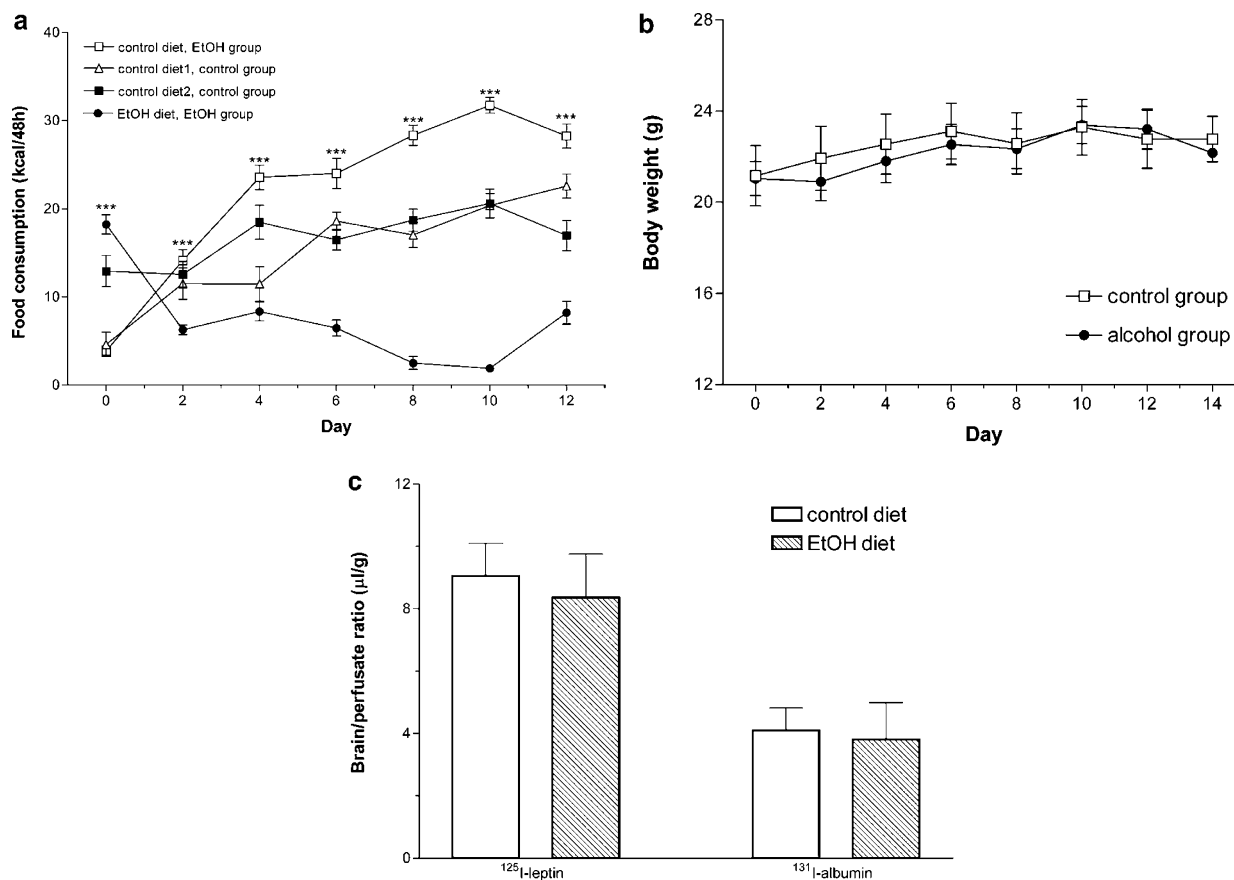 a
40
30
20
10
0
Food consumption (kcal/48h)
control diet, EtOH group
control diet1, control group
control diet2, control group
EtOH diet, EtOH group
*** *** *** *** *** *** ***
0 2 4 6 8 10 12
Day
b
28
24
20
16
12
Body weight (g)
control group
alcohol group
0 2 4 6 8 10 12 14
Day
c
12
8
4
0
Brain/perfusate ratio (μl/g)
control diet
EtOH diet
¹²⁵I-leptin
¹³¹I-albumin